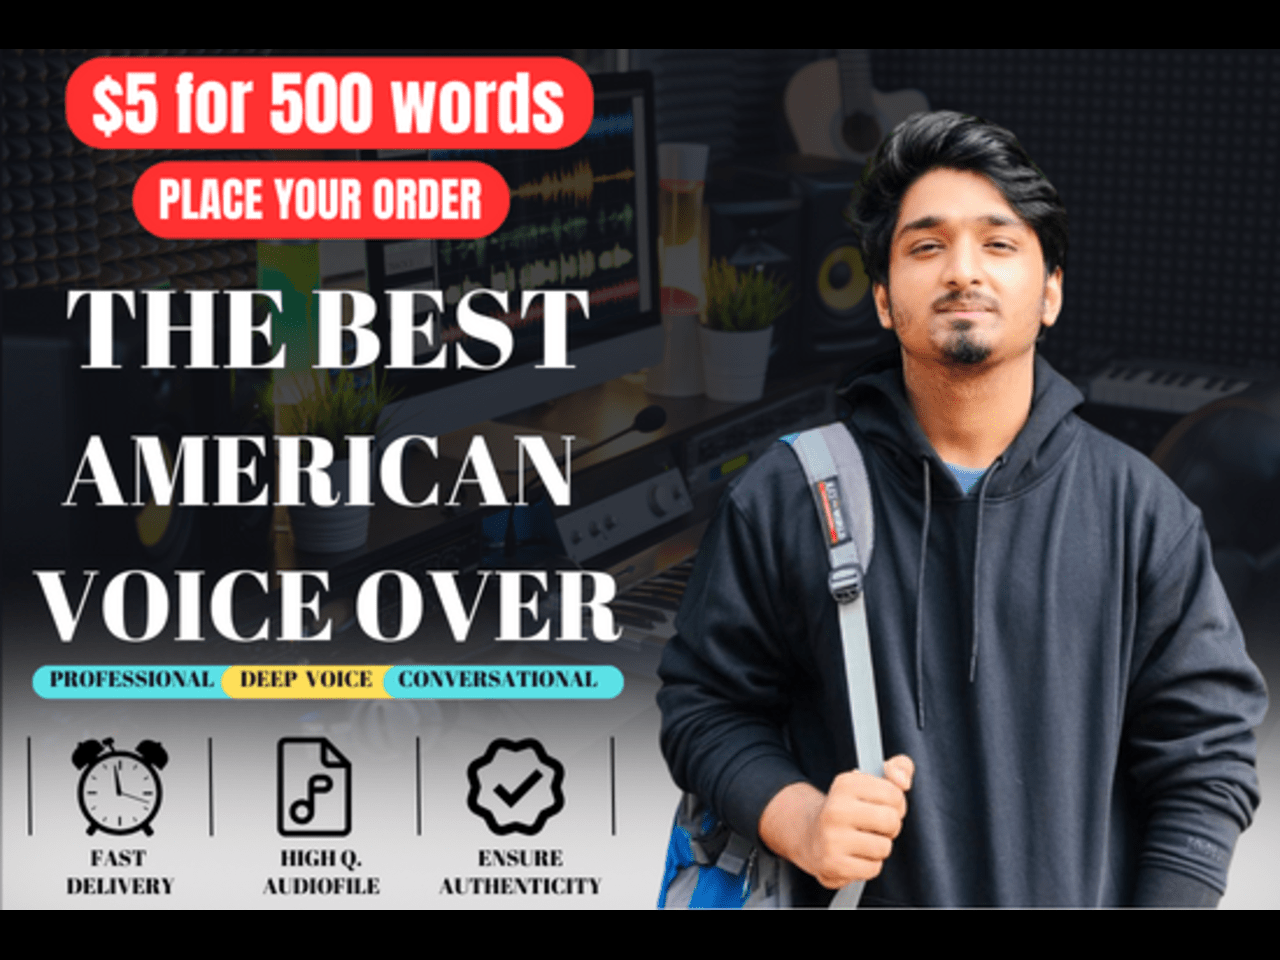 $5 for 500 words
PLACE YOUR ORDER
THE BEST
AMERICAN
VOICE OVER
PROFESSIONAL DEEP VOICE CONVERSATIONAL
FAST
DELIVERY
HIGH Q.
AUDIOFILE
ENSURE
AUTHENTICITY